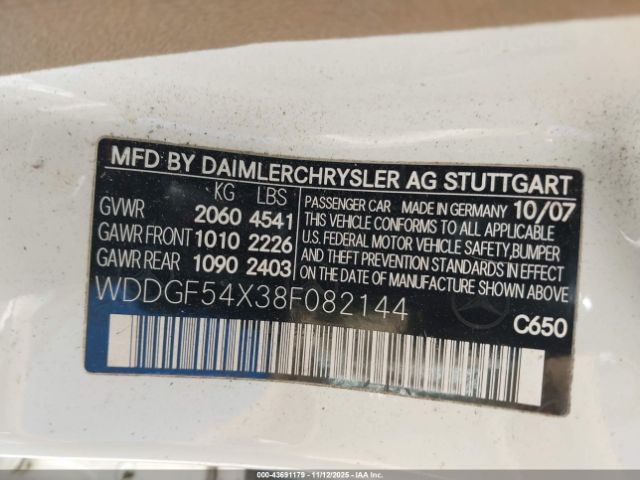 MFD BY DAIMLERCHRYSLER AG STUTTGART
KG LBS
GVWR 2060 4541
GAWR FRONT 1010 2226
GAWR REAR 1090 2403
PASSENGER CAR MADE IN GERMANY 10/07
THIS VEHICLE CONFORMS TO ALL APPLICABLE
U.S. FEDERAL MOTOR VEHICLE SAFETY, BUMPER
AND THEFT PREVENTION STANDARDS IN EFFECT
ON THE DATE OF MANUFACTURE SHOWN ABOVE.
WDDGF54X38F082144
C650
000-43691179 - 11/12/2025 - IAAI.COM